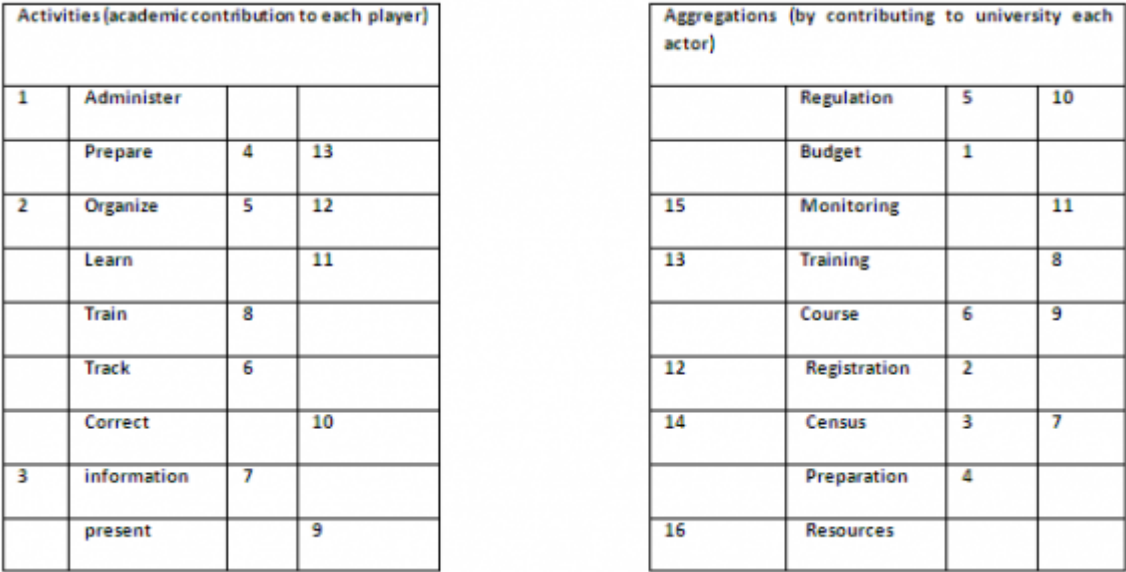 Activities (academic contribution to each player)
1 Administer
Prepare 4 13
2 Organize 5 12
Learn 11
Train 8
Track 6
Correct 10
3 information 7
present 9
Aggregations (by contributing to university each
actor)
Regulation 5 10
Budget 1
15 Monitoring 11
13 Training 8
Course 6 9
12 Registration 2
14 Census 3 7
Preparation 4
16 Resources